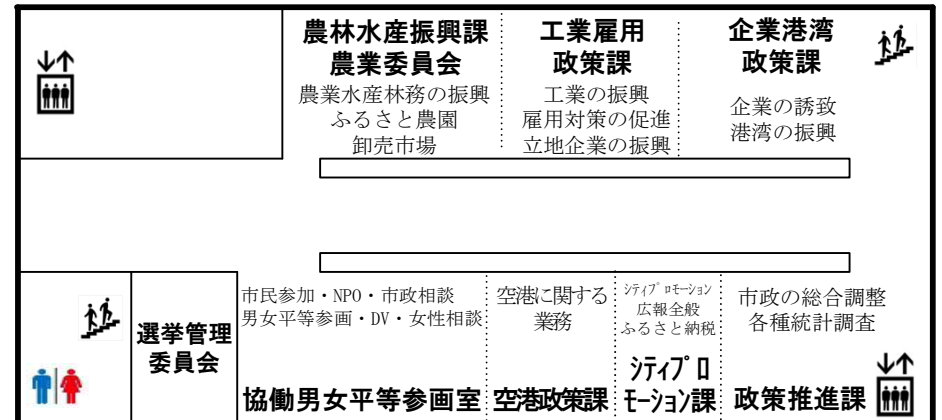 農林水産振興課
農業委員会
農業水産林務の振興
ふるさと農園
卸売市場
工業雇用
政策課
工業の振興
雇用対策の促進
立地企業の振興
企業港湾
政策課
企業の誘致
港湾の振興
選挙管理
委員会
市民参加・NPO・市政相談
男女平等参画・DV・女性相談
協働男女平等参画室
空港に関する
業務
空港政策課
シティプロモーション
広報全般
ふるさと納税
シティプロ
モーション課
市政の総合調整
各種統計調査
政策推進課